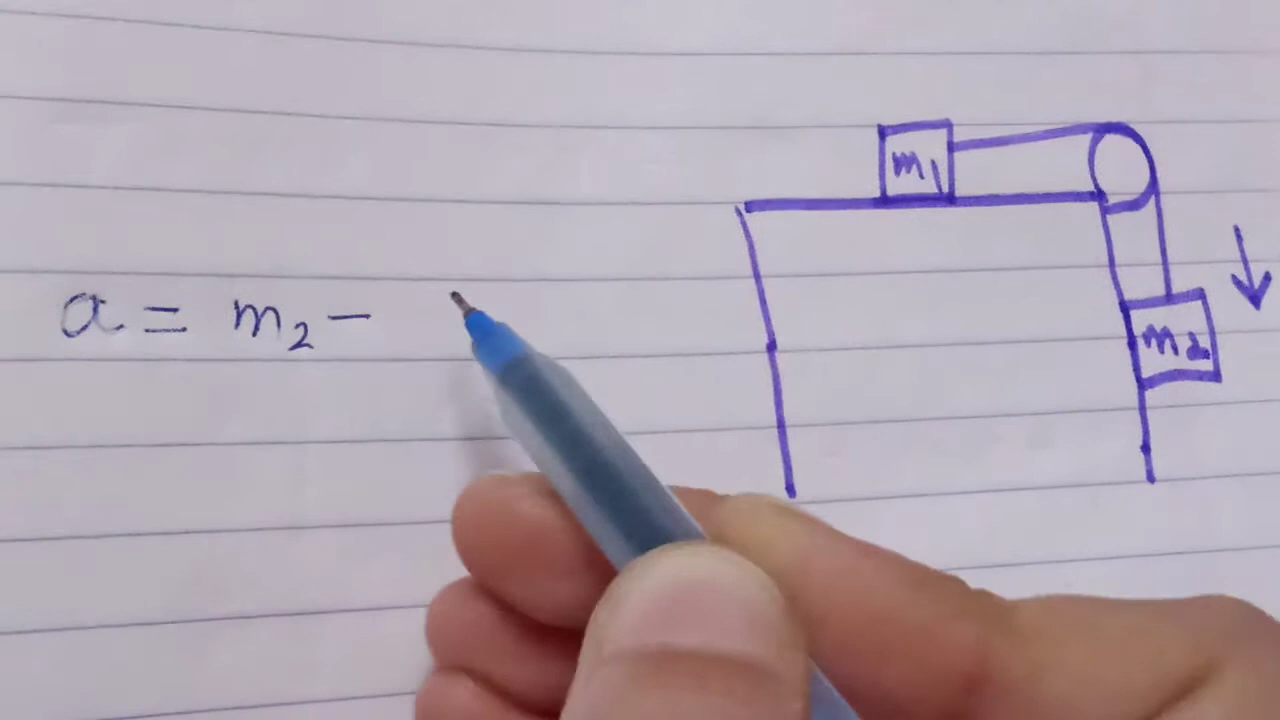 a = m₂ −
m₁
m₂